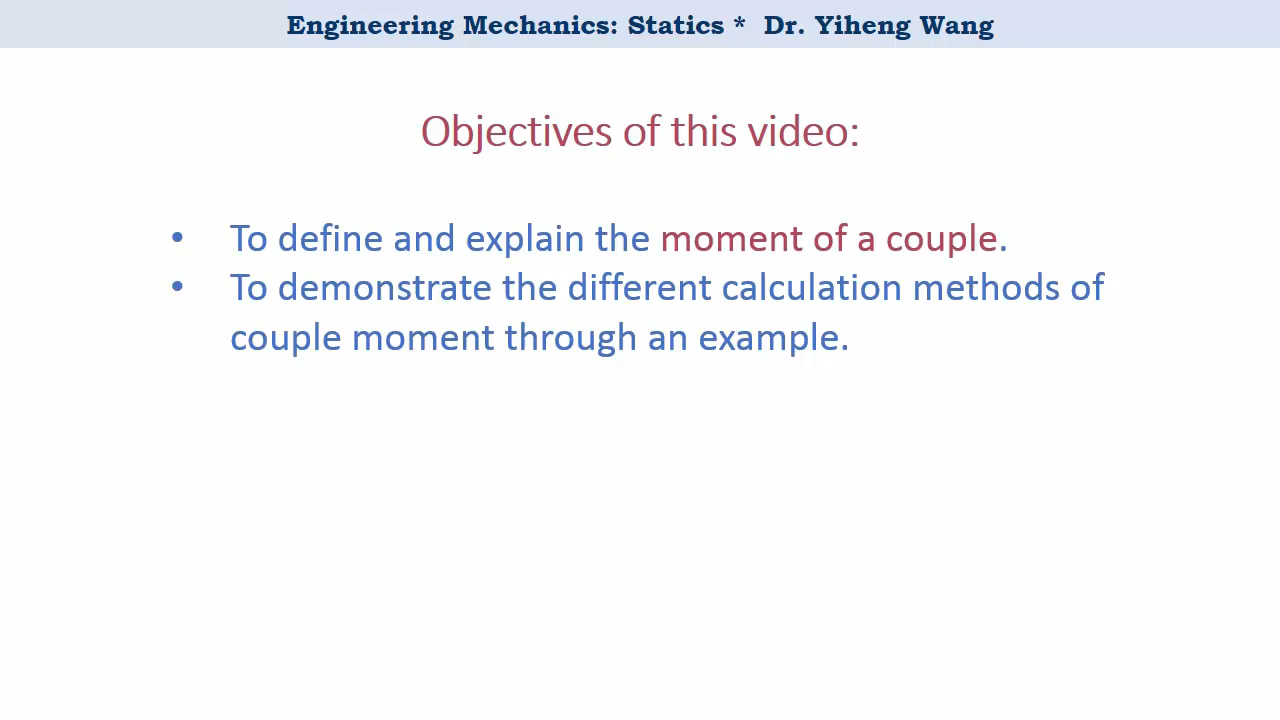 Engineering Mechanics: Statics * Dr. Yiheng Wang
Objectives of this video:
• To define and explain the moment of a couple.
• To demonstrate the different calculation methods of
couple moment through an example.